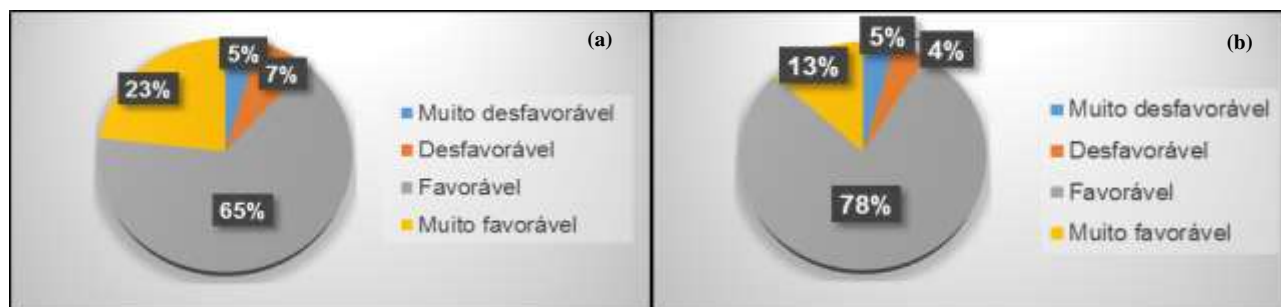 (a)
5%
7%
23%
65%
Muito desfavorável
Desfavorável
Favorável
Muito favorável
(b)
5%
4%
13%
78%
Muito desfavorável
Desfavorável
Favorável
Muito favorável